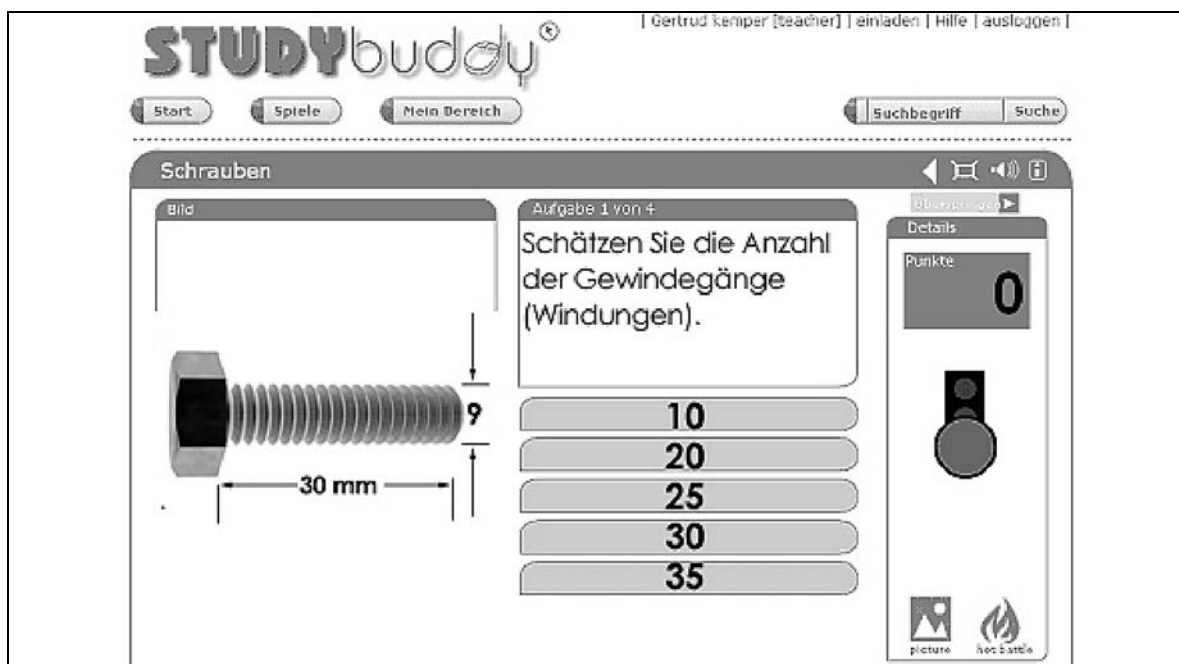 | Gertrud kemper [teacher] | einladen | Hilfe | ausloggen |
STUDYbuddy®
Start
Spiele
Mein Bereich
Suchbegriff
Suche
Schrauben
Bild
Aufgabe 1 von 4
Überspringen
Schätzen Sie die Anzahl
der Gewindegänge
(Windungen).
Details
Punkte
0
9
30 mm
10
20
25
30
35
picture
hot battle